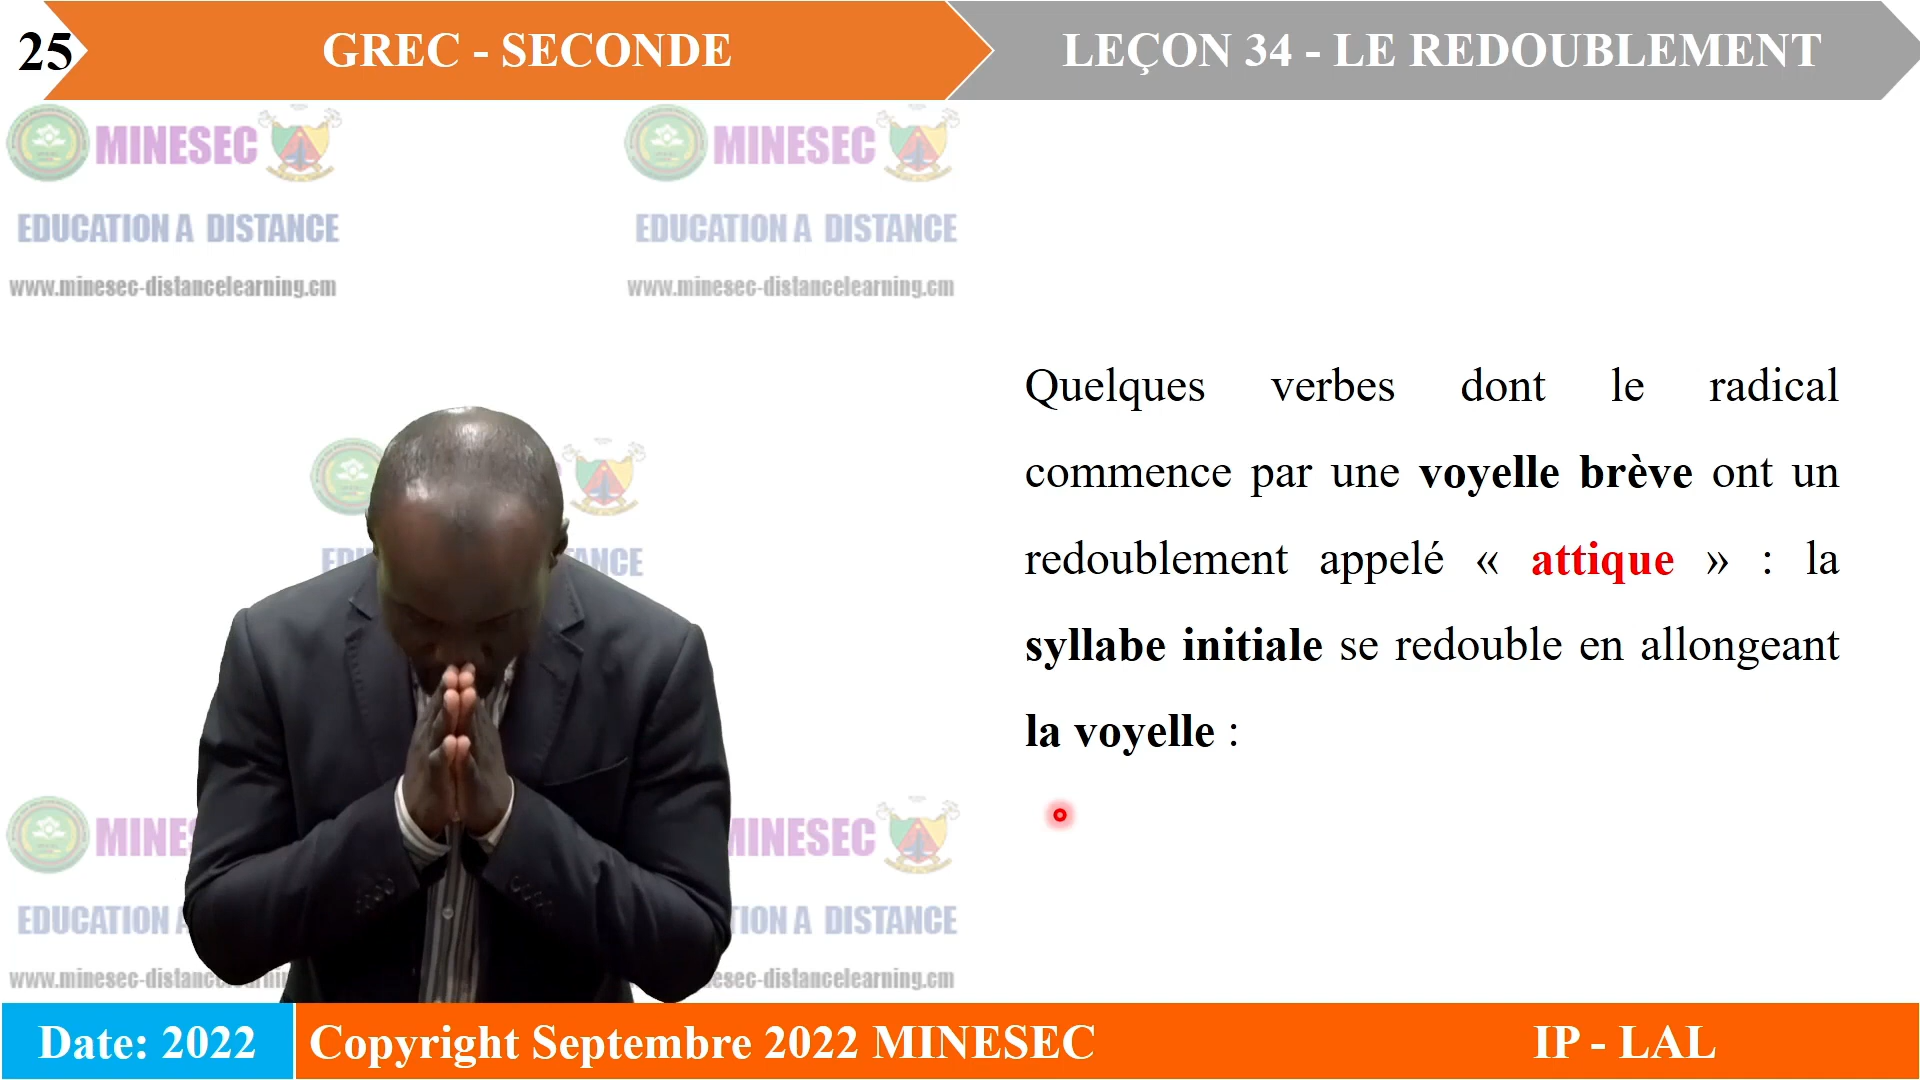 25
GREC - SECONDE
LEÇON 34 - LE REDOUBLEMENT
MINESEC
MINESEC
EDUCATION A DISTANCE
EDUCATION A DISTANCE
www.minesec-distancelearning.cm
www.minesec-distancelearning.cm
Quelques verbes dont le radical
commence par une voyelle brève ont un
redoublement appelé « attique » : la
syllabe initiale se redouble en allongeant
la voyelle :
MINESEC
EDUCATION A DISTANCE
Date: 2022
Copyright Septembre 2022 MINESEC
IP - LAL